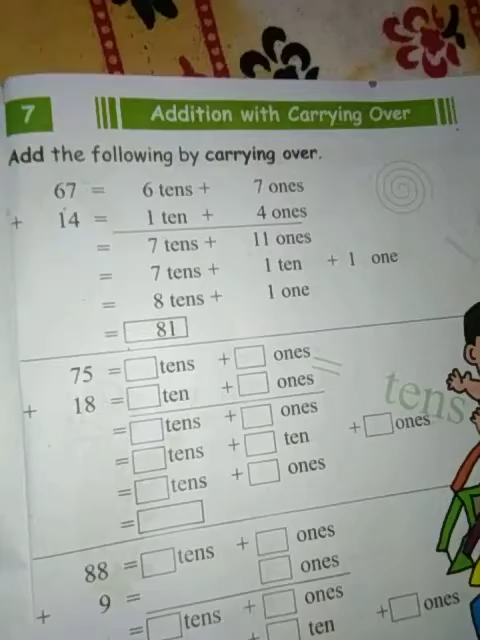 7 Addition with Carrying Over
Add the following by carrying over.
67 = 6 tens + 7 ones
+ 14 = 1 ten + 4 ones
= 7 tens + 11 ones
= 7 tens + 1 ten + 1 one
= 8 tens + 1 one
= 81
75 = tens + ones
+ 18 = ten + ones
= tens + ones
= tens + ten + ones
= tens + ones
=
= tens
88 = tens + ones
+ 9 = ones
= tens + ones
+ ten + ones